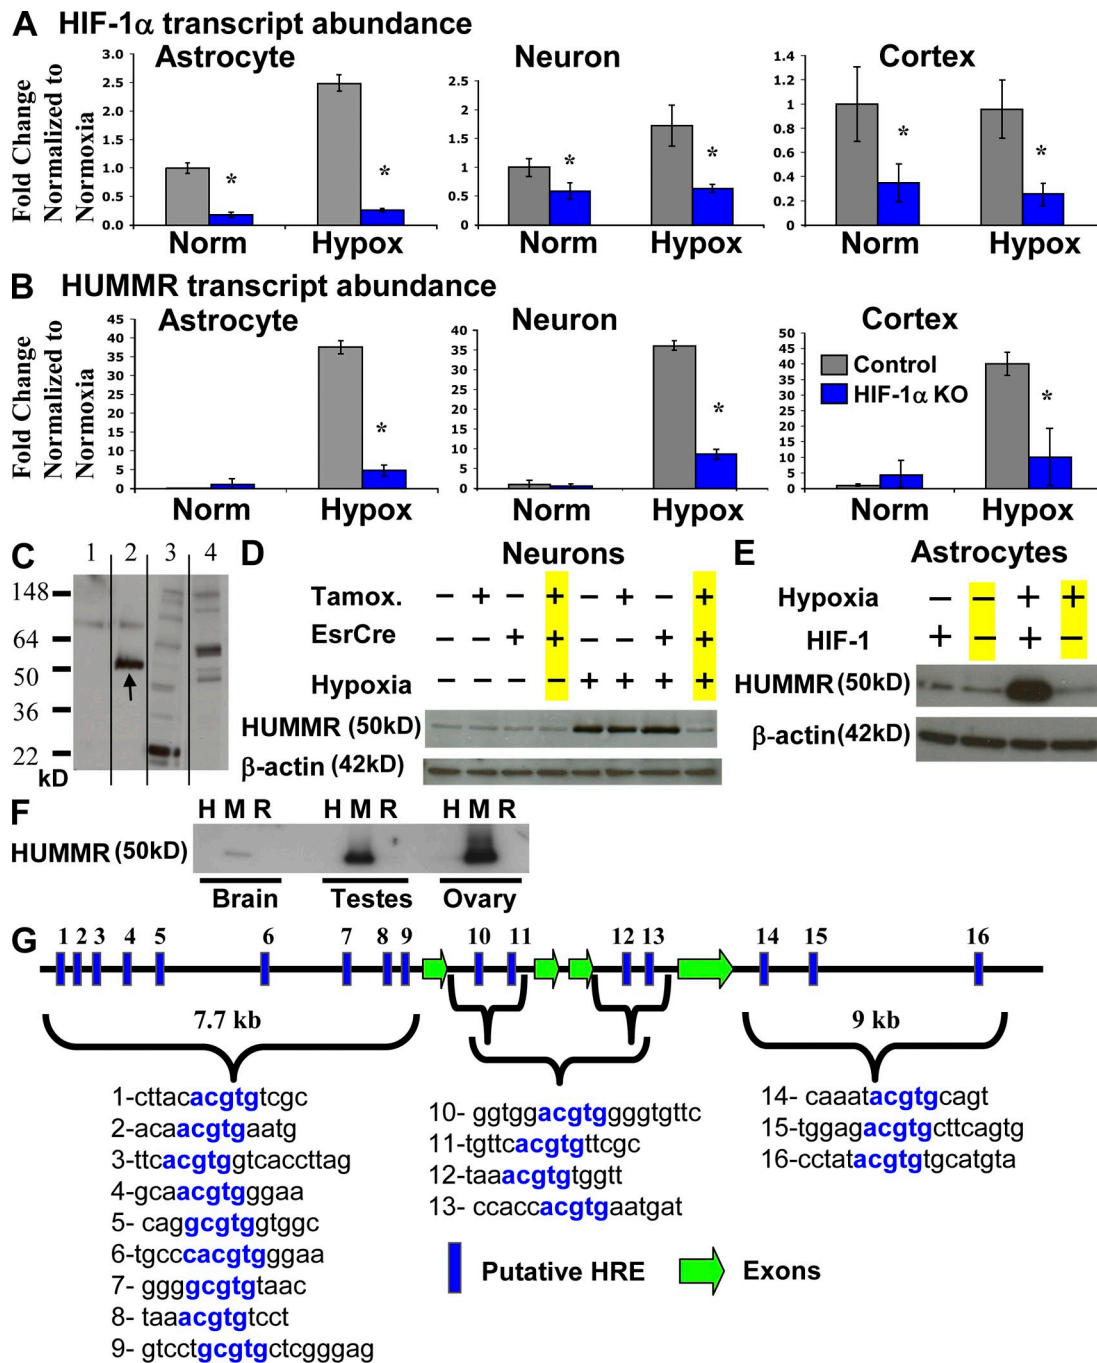 A HIF-1α transcript abundance
Fold Change Normalized to Normoxia
Astrocyte
3.0
2.5
2.0
1.5
1.0
0.5
0.0
* *
Norm Hypox
Neuron
2.5
2
1.5
1
0.5
0
* *
Norm Hypox
Cortex
1.4
1.2
1
0.8
0.6
0.4
0.2
0
* *
Norm Hypox
B HUMMR transcript abundance
Fold Change Normalized to Normoxia
Astrocyte
45
40
35
30
25
20
15
10
5
0
*
Norm Hypox
Neuron
40
35
30
25
20
15
10
5
0
*
Norm Hypox
Cortex
50
45
40
35
30
25
20
15
10
5
0
Control
HIF-1α KO
*
Norm Hypox
C 1 2 3 4
148
64
50
36
22
kD
D Neurons
Tamox. − + − + − + − +
EsrCre − − + + − − + +
Hypoxia − − − − + + + +
HUMMR (50kD)
β-actin (42kD)
E Astrocytes
Hypoxia − − + +
HIF-1 + − + −
HUMMR (50kD)
β-actin (42kD)
F H M R H M R H M R
HUMMR (50kD)
Brain Testes Ovary
G 1 2 3 4 5 6 7 8 9 10 11 12 13 14 15 16
7.7 kb
9 kb
1-cttacacgtgtcgc
2-acaacgtgaatg
3-ttcacgtggtcaccttag
4-gcaacgtgggaa
5- caggcgtggtggc
6-tgcccacgtgggaa
7- ggggcgtgtaac
8- taaacgtgtcct
9- gtcctgcgtgctcgggag
10- ggtggacgtggggtgttc
11-tgttcacgtgttcgc
12-taaacgtgtggtt
13- ccaccacgtgaatgat
14- caaatacgtgcagt
15-tggagacgtgcttcagtg
16-cctatacgtgtgcatgta
Putative HRE
Exons